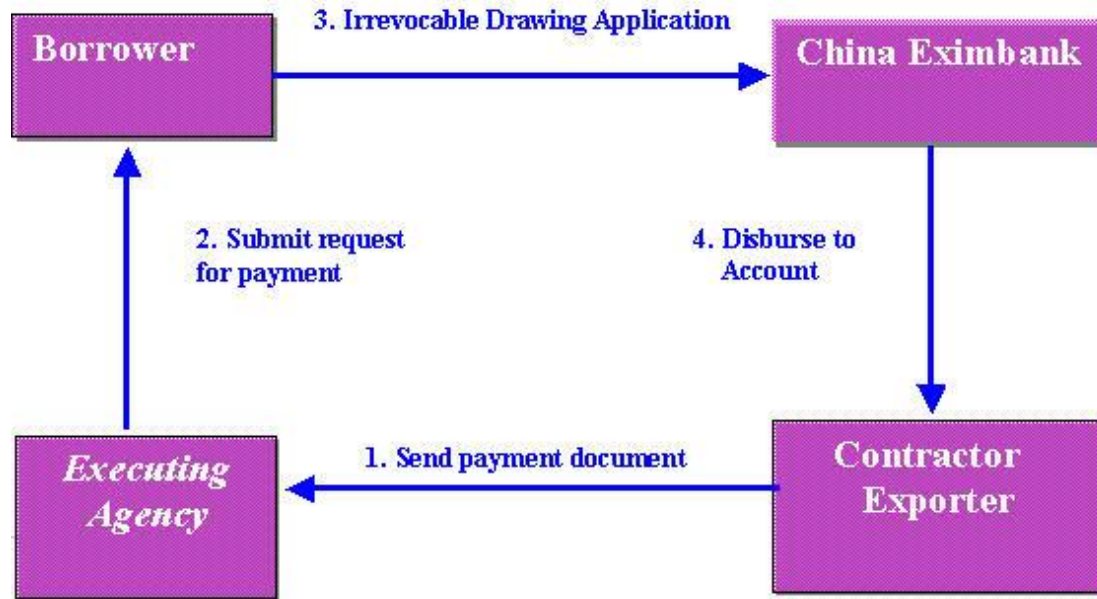 3. Irrevocable Drawing Application
Borrower
China Eximbank
2. Submit request
for payment
4. Disburse to
Account
Executing
Agency
1. Send payment document
Contractor
Exporter